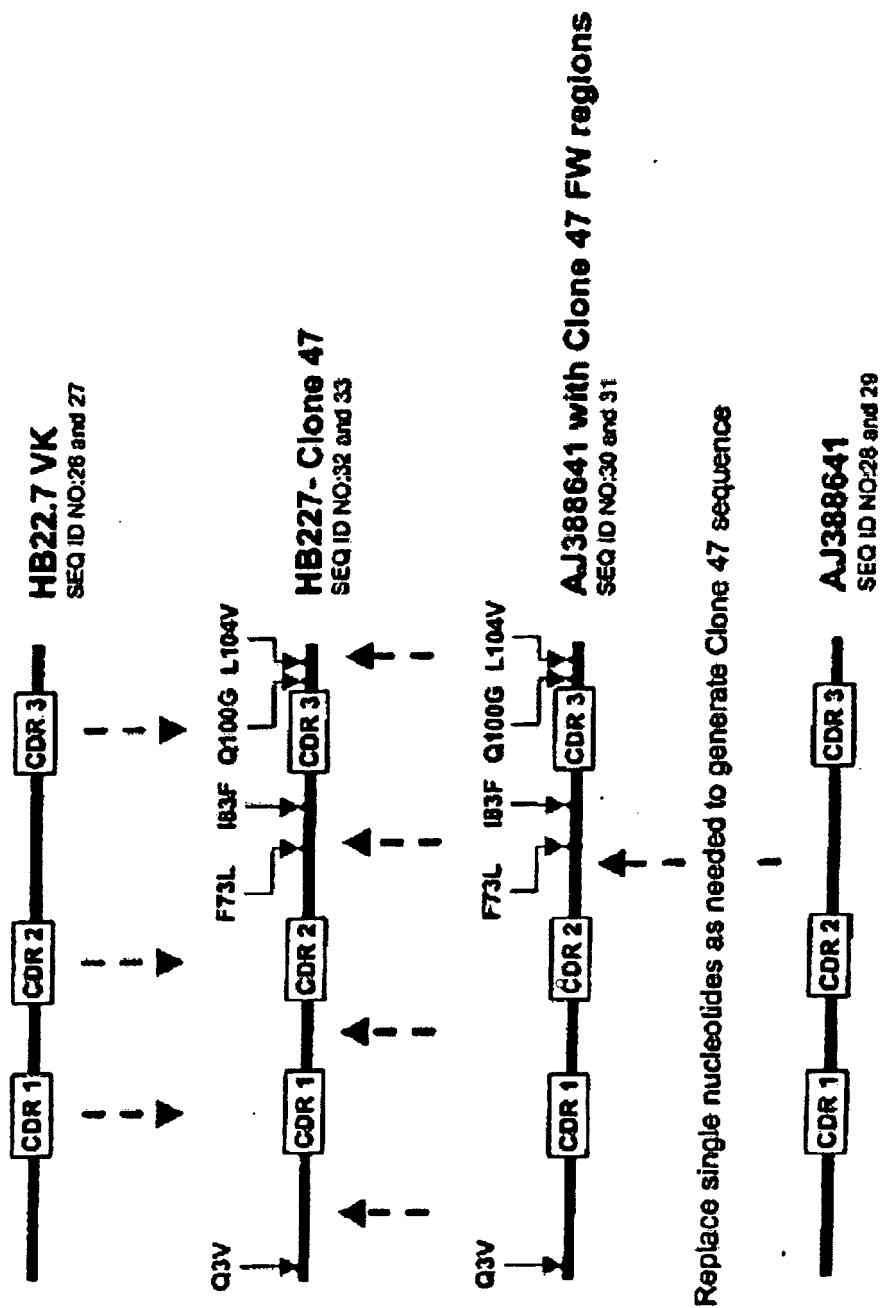 HB22.7 VK
SEQ ID NO:26 and 27
CDR 1
CDR 2
CDR 3
HB227- Clone 47
SEQ ID NO:32 and 33
Q3V
F73L
I83F
Q100G
L104V
CDR 1
CDR 2
CDR 3
AJ388641 with Clone 47 FW regions
SEQ ID NO:30 and 31
Q3V
F73L
I83F
Q100G
L104V
CDR 1
CDR 2
CDR 3
Replace single nucleotides as needed to generate Clone 47 sequence
AJ388641
SEQ ID NO:28 and 29
CDR 1
CDR 2
CDR 3